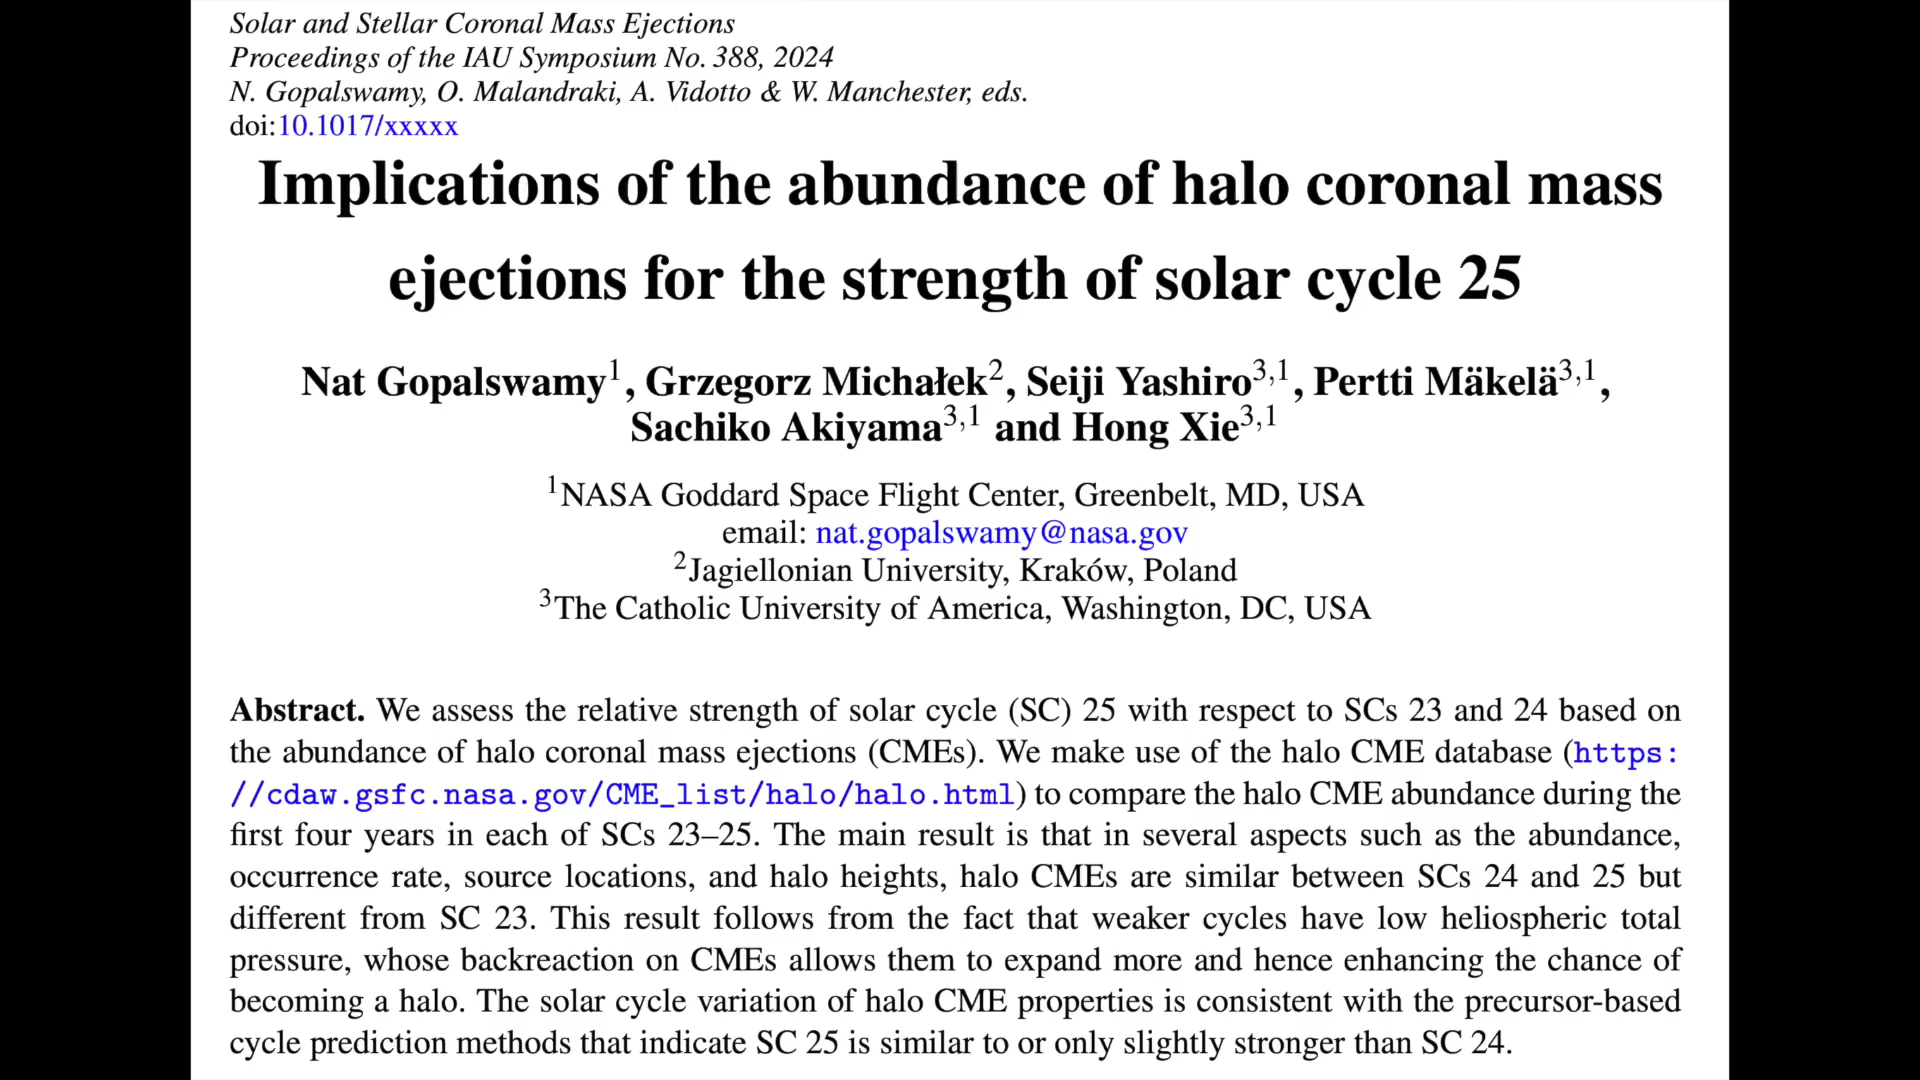 Solar and Stellar Coronal Mass Ejections
Proceedings of the IAU Symposium No. 388, 2024
N. Gopalswamy, O. Malandraki, A. Vidotto & W. Manchester, eds.
doi:10.1017/xxxxx
Implications of the abundance of halo coronal mass
ejections for the strength of solar cycle 25
Nat Gopalswamy1, Grzegorz Michałek2, Seiji Yashiro3,1, Pertti Mäkelä3,1,
Sachiko Akiyama3,1 and Hong Xie3,1
1NASA Goddard Space Flight Center, Greenbelt, MD, USA
email: nat.gopalswamy@nasa.gov
2Jagiellonian University, Kraków, Poland
3The Catholic University of America, Washington, DC, USA
Abstract. We assess the relative strength of solar cycle (SC) 25 with respect to SCs 23 and 24 based on
the abundance of halo coronal mass ejections (CMEs). We make use of the halo CME database (https:
//cdaw.gsfc.nasa.gov/CME_list/halo/halo.html) to compare the halo CME abundance during the
first four years in each of SCs 23–25. The main result is that in several aspects such as the abundance,
occurrence rate, source locations, and halo heights, halo CMEs are similar between SCs 24 and 25 but
different from SC 23. This result follows from the fact that weaker cycles have low heliospheric total
pressure, whose backreaction on CMEs allows them to expand more and hence enhancing the chance of
becoming a halo. The solar cycle variation of halo CME properties is consistent with the precursor-based
cycle prediction methods that indicate SC 25 is similar to or only slightly stronger than SC 24.